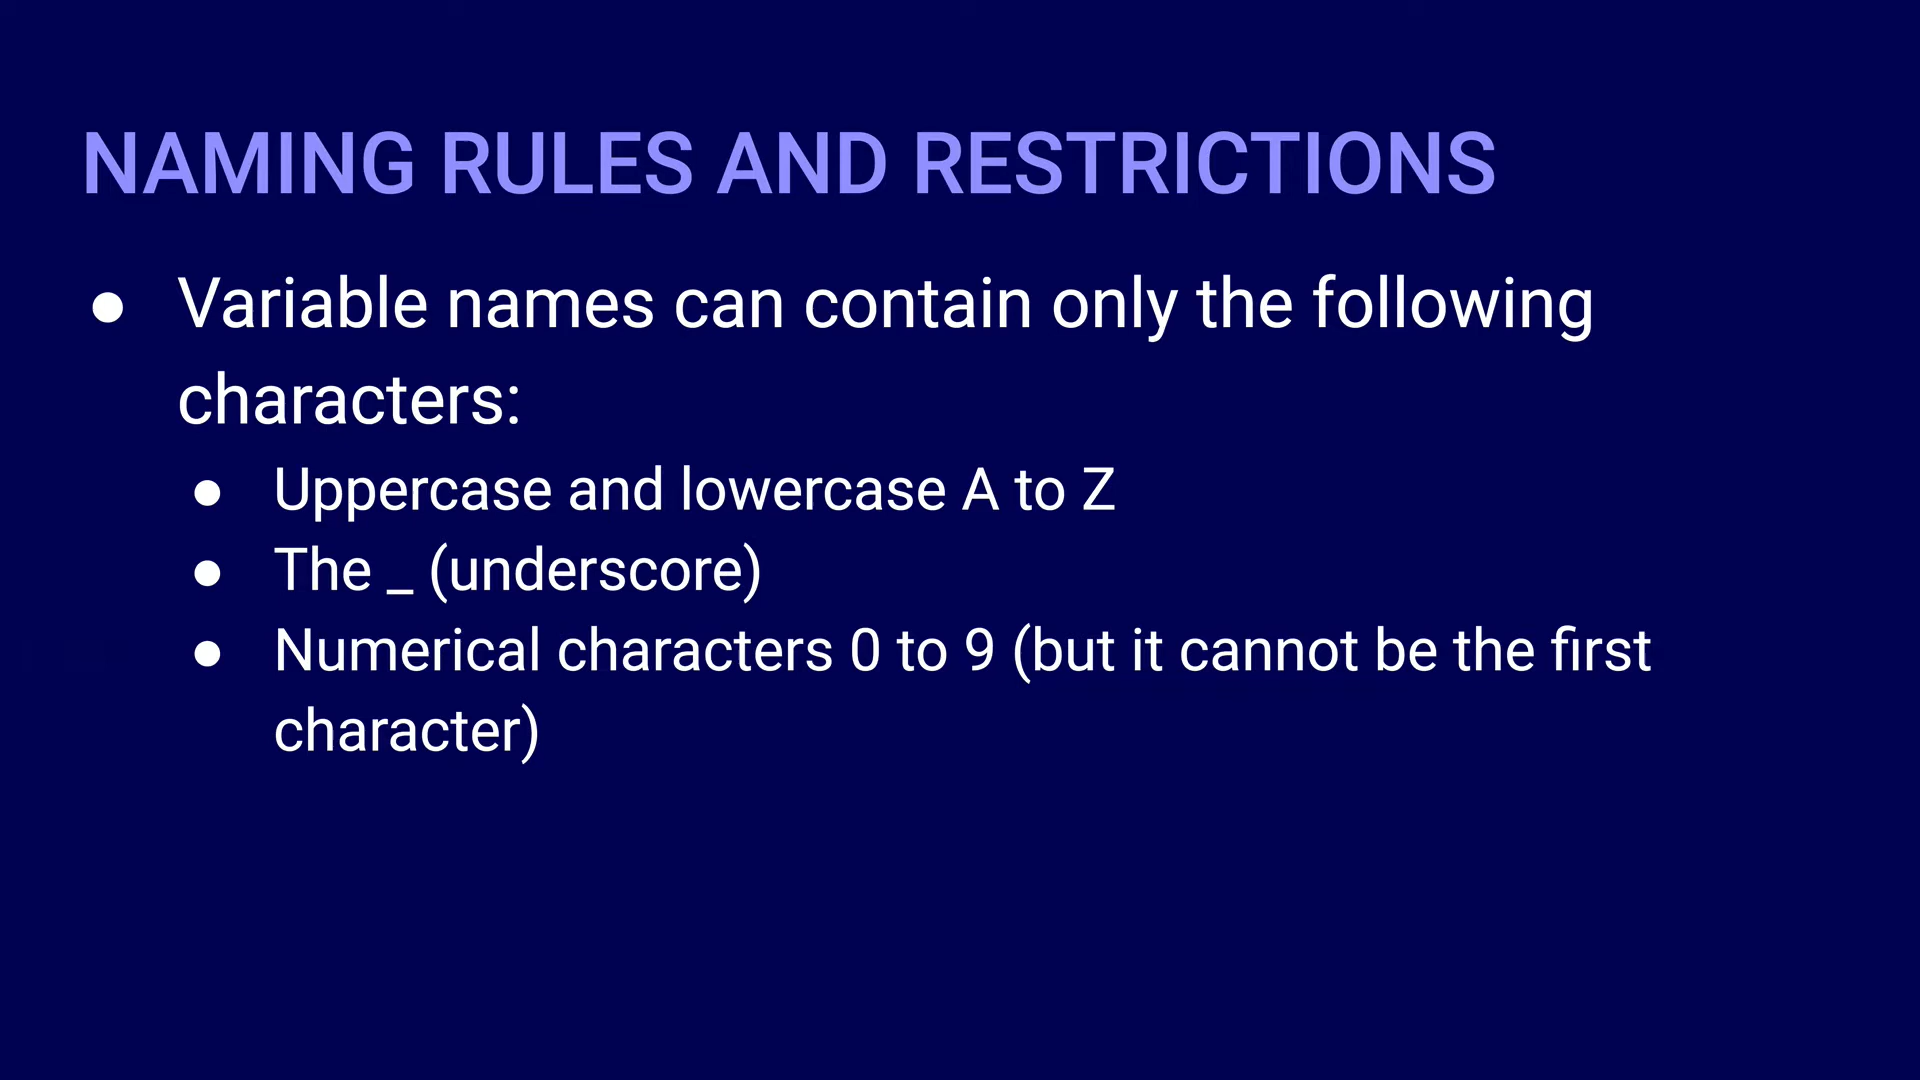 NAMING RULES AND RESTRICTIONS
● Variable names can contain only the following
characters:
● Uppercase and lowercase A to Z
● The _ (underscore)
● Numerical characters 0 to 9 (but it cannot be the first
character)